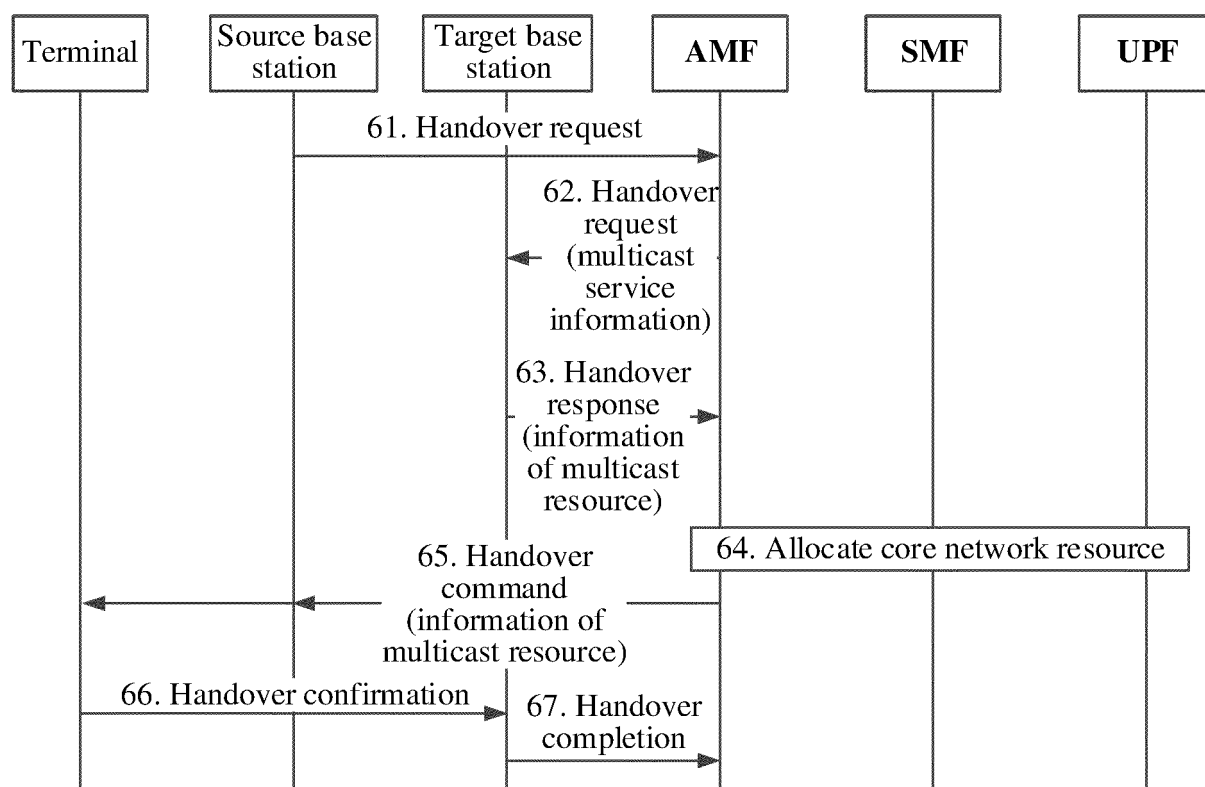 Terminal
Source base
station
Target base
station
AMF
SMF
UPF
61. Handover request
62. Handover
request
(multicast
service
information)
63. Handover
response
(information
of multicast
resource)
64. Allocate core network resource
65. Handover
command
(information of
multicast resource)
66. Handover confirmation
67. Handover
completion